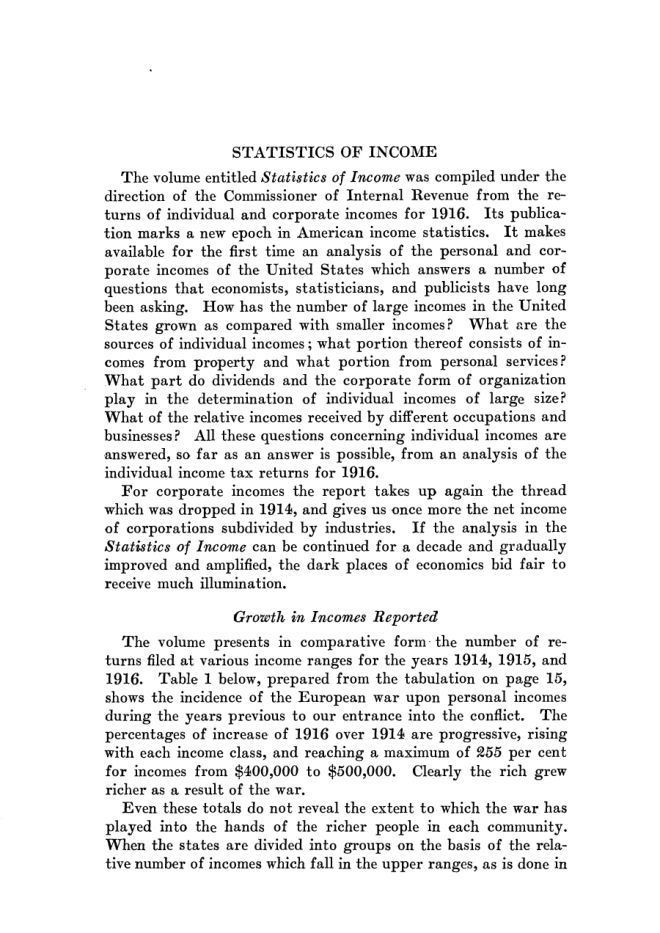 STATISTICS OF INCOME
The volume entitled Statistics of Income was compiled under the
direction of the Commissioner of Internal Revenue from the re-
turns of individual and corporate incomes for 1916. Its publica-
tion marks a new epoch in American income statistics. It makes
available for the first time an analysis of the personal and cor-
porate incomes of the United States which answers a number of
questions that economists, statisticians, and publicists have long
been asking. How has the number of large incomes in the United
States grown as compared with smaller incomes? What are the
sources of individual incomes; what portion thereof consists of in-
comes from property and what portion from personal services?
What part do dividends and the corporate form of organization
play in the determination of individual incomes of large size?
What of the relative incomes received by different occupations and
businesses? All these questions concerning individual incomes are
answered, so far as an answer is possible, from an analysis of the
individual income tax returns for 1916.
For corporate incomes the report takes up again the thread
which was dropped in 1914, and gives us once more the net income
of corporations subdivided by industries. If the analysis in the
Statistics of Income can be continued for a decade and gradually
improved and amplified, the dark places of economics bid fair to
receive much illumination.
Growth in Incomes Reported
The volume presents in comparative form the number of re-
turns filed at various income ranges for the years 1914, 1915, and
1916. Table 1 below, prepared from the tabulation on page 15,
shows the incidence of the European war upon personal incomes
during the years previous to our entrance into the conflict. The
percentages of increase of 1916 over 1914 are progressive, rising
with each income class, and reaching a maximum of 255 per cent
for incomes from $400,000 to $500,000. Clearly the rich grew
richer as a result of the war.
Even these totals do not reveal the extent to which the war has
played into the hands of the richer people in each community.
When the states are divided into groups on the basis of the rela-
tive number of incomes which fall in the upper ranges, as is done in